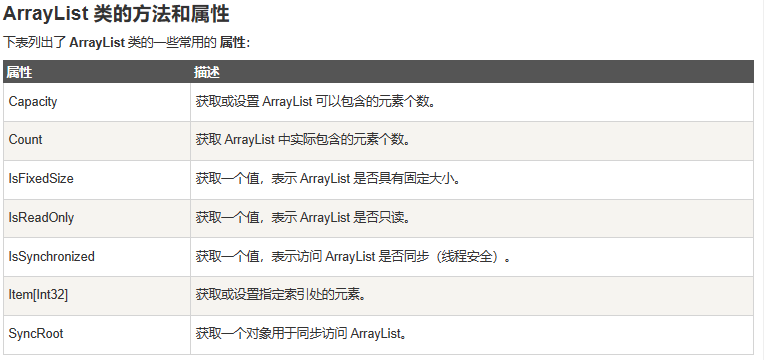 ArrayList 类的方法和属性
下表列出了 ArrayList 类的一些常用的 属性：
属性 描述
Capacity 获取或设置 ArrayList 可以包含的元素个数。
Count 获取 ArrayList 中实际包含的元素个数。
IsFixedSize 获取一个值，表示 ArrayList 是否具有固定大小。
IsReadOnly 获取一个值，表示 ArrayList 是否只读。
IsSynchronized 获取一个值，表示访问 ArrayList 是否同步（线程安全）。
Item[Int32] 获取或设置指定索引处的元素。
SyncRoot 获取一个对象用于同步访问 ArrayList。